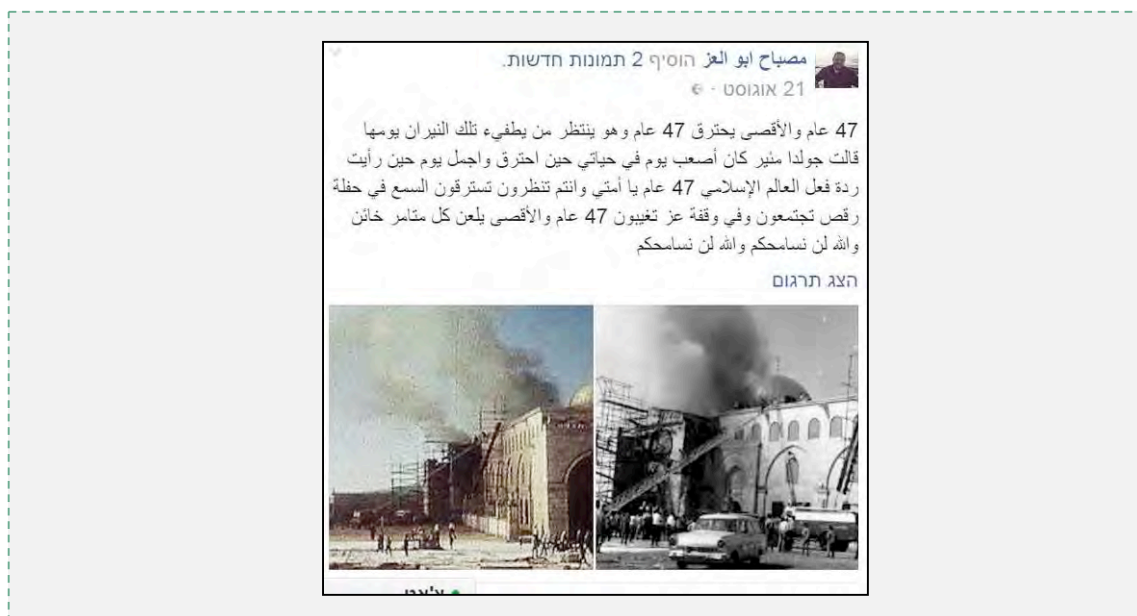 مصباح ابو العز הוסיף 2 תמונות חדשות.
21 אוגוסט ·
47 عام والأقصى يحترق 47 عام وهو ينتظر من يطفيء تلك النيران يومها
قالت جولدا مئير كان أصعب يوم في حياتي حين احترق واجمل يوم حين رأيت
ردة فعل العالم الإسلامي 47 عام يا أمتي وانتم تنظرون تسترقون السمع في حفلة
رقص تجتمعون وفي وقفة عز تغيبون 47 عام والأقصى يلعن كل متامر خائن
والله لن نسامحكم والله لن نسامحكم
הצג תרגום